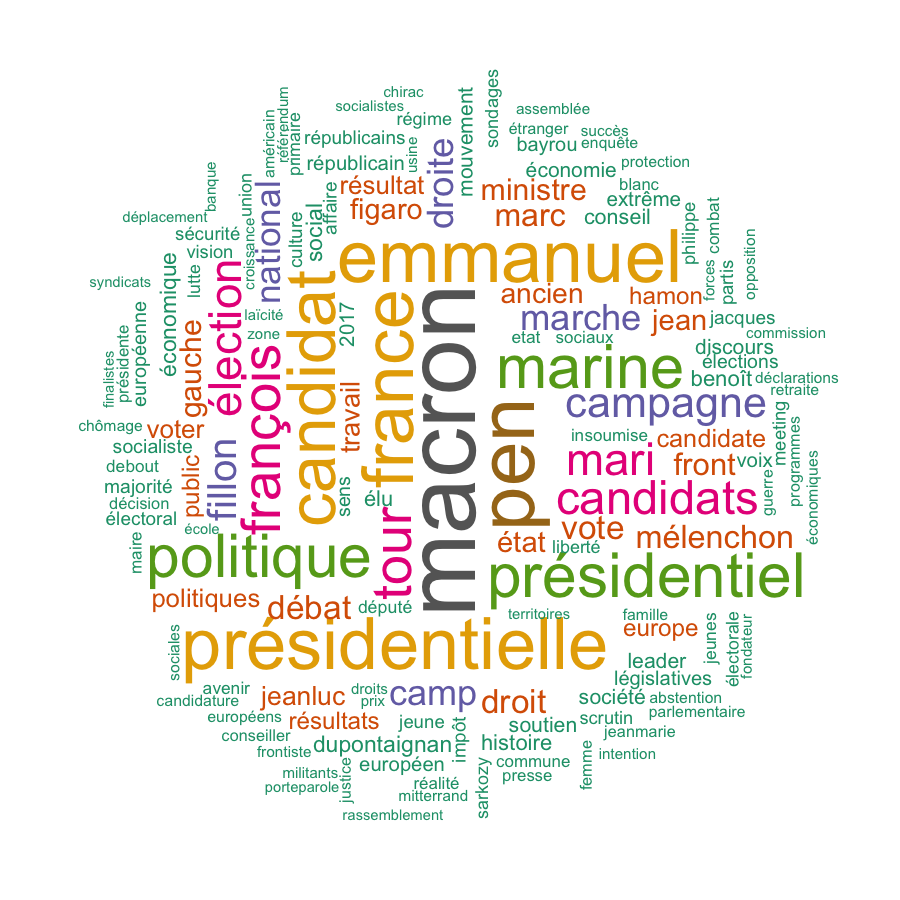 chirac
socialistes
régime
républicains
républicain
usine
américain
référendum
primaire
mouvement
sondages
assemblée
étranger
succès
bayrou
enquête
économie
protection
blanc
extrême
conseil
résultat
figaro
droite
ministre
marc
banque
union
déplacement
sécurité
vision
croissance
national
culture
social
affaire
philippe
combat
emmanuel
opposition
forces
partis
syndicats
économique
lutte
élection
candidat
france
macron
ancien
hamon
marche
jean
jacques
commission
laïcité
zone
2017
etat
sociaux
discours
élections
finalistes
présidente
européenne
gauche
françois
marine
benoît
déclarations
retraite
travail
pen
campagne
chômage
voter
socialiste
insoumise
candidate
meeting
programmes
debout
public
fillon
mari
front
voix
guerre
économiques
majorité
décision
électoral
sens
élu
candidats
école
maire
tour
vote
état
liberté
mélenchon
politique
présidentiel
politiques
débat
député
territoires
famille
europe
présidentielle
sociales
leader
jeunes
électorale
fondateur
législatives
avenir
candidature
jeanluc
droits
prix
camp
droit
société
abstention
européens
résultats
jeune
impôt
soutien
scrutin
parlementaire
conseiller
jeanmarie
frontiste
dupontaignan
histoire
européen
commune
femme
intention
militants
porteparole
justice
réalité
mitterrand
sarkozy
presse
rassemblement